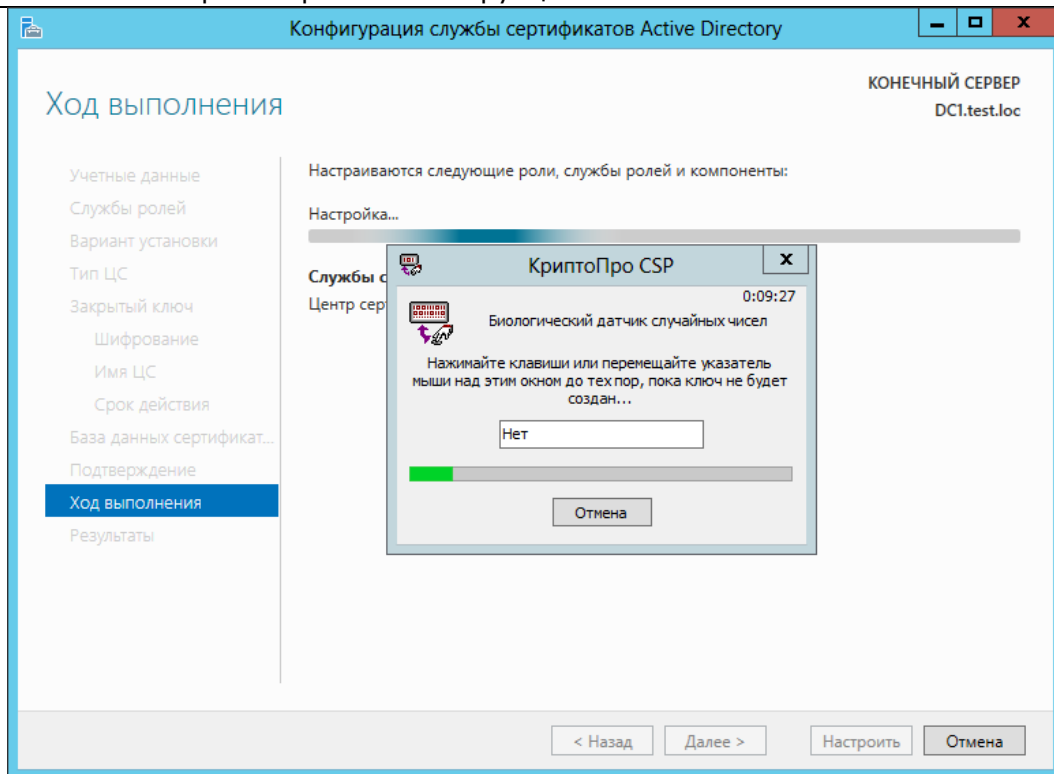 Конфигурация службы сертификатов Active Directory
Ход выполнения
КОНЕЧНЫЙ СЕРВЕР
DC1.test.loc
Учетные данные
Службы ролей
Вариант установки
Тип ЦС
Закрытый ключ
Шифрование
Имя ЦС
Срок действия
База данных сертификат...
Подтверждение
Ход выполнения
Результаты
Настраиваются следующие роли, службы ролей и компоненты:
Настройка...
Службы с
Центр сер
КриптоПро CSP
0:09:27
Биологический датчик случайных чисел
Нажимайте клавиши или перемещайте указатель
мыши над этим окном до тех пор, пока ключ не будет
создан...
Нет
Отмена
< Назад Далее > Настроить Отмена